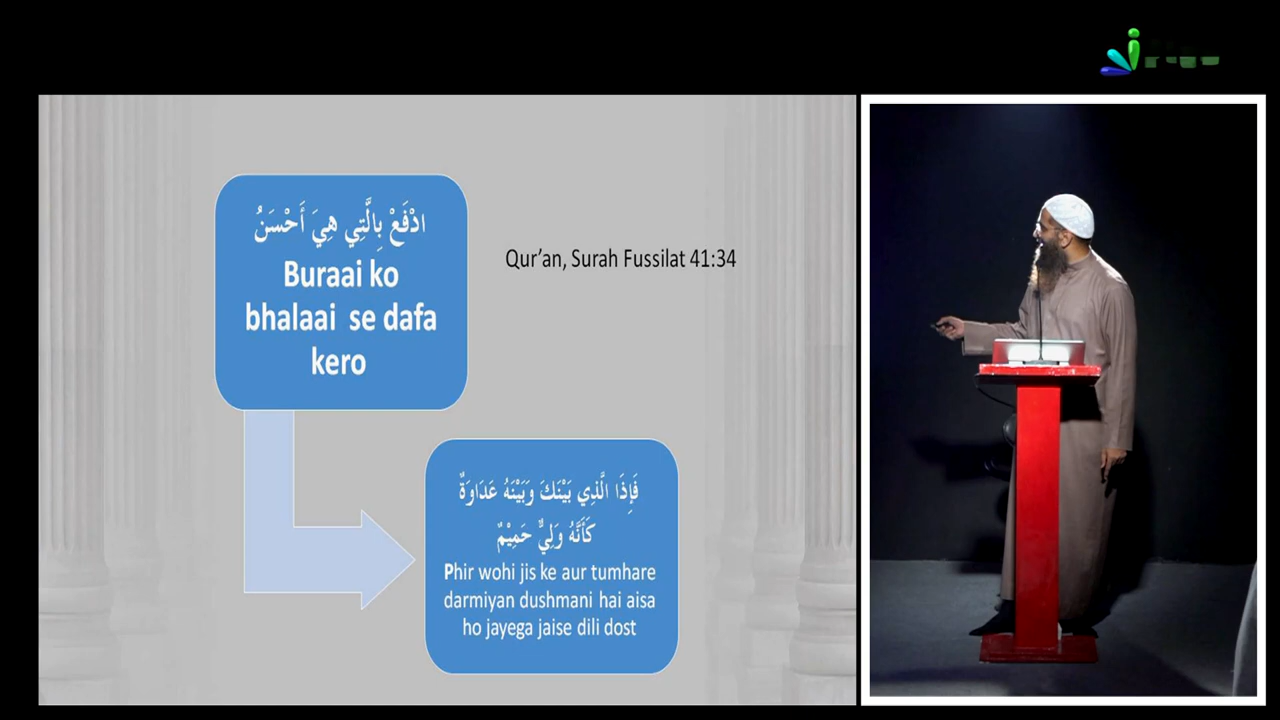 ادْفَعْ بِالَّتِي هِيَ أَحْسَنُ
Buraai ko
bhalaai se dafa
kero
Qur'an, Surah Fussilat 41:34
فَإِذَا الَّذِي بَيْنَكَ وَبَيْنَهُ عَدَاوَةٌ
كَأَنَّهُ وَلِيٌّ حَمِيْمٌ
Phir wohi jis ke aur tumhare
darmiyan dushmani hai aisa
ho jayega jaise dili dost